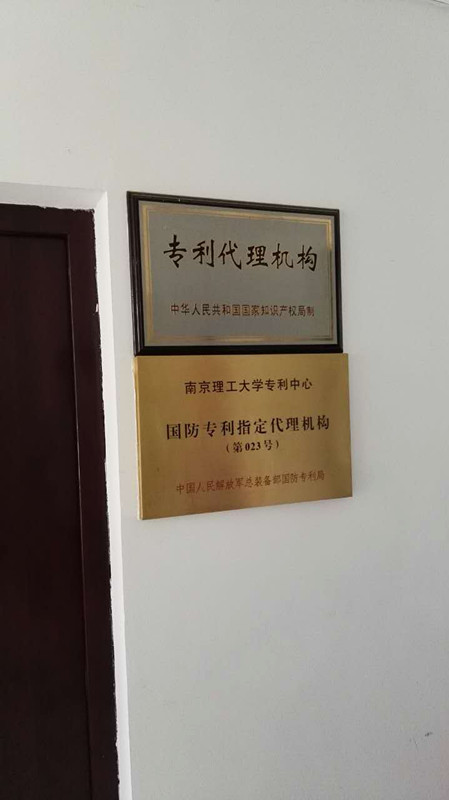 专利代理机构
中华人民共和国国家知识产权局制
南京理工大学专利中心
国防专利指定代理机构
（第023号）
中国人民解放军总装备部国防专利局